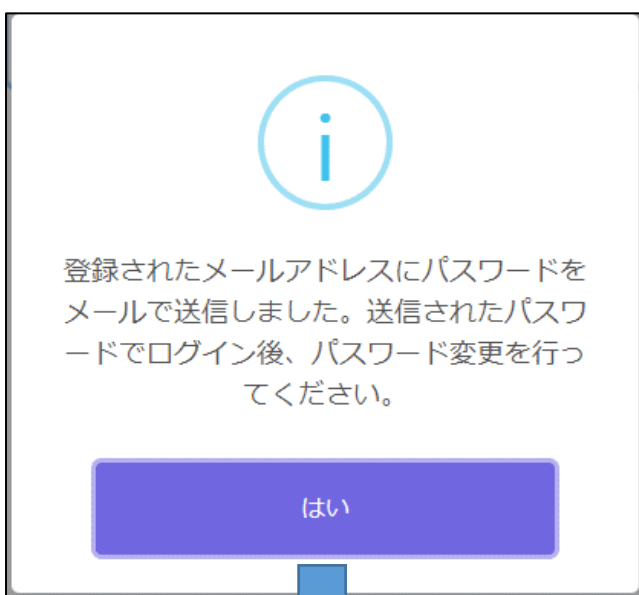 登録されたメールアドレスにパスワードを
メールで送信しました。送信されたパスワ
ードでログイン後、パスワード変更を行っ
てください。
はい